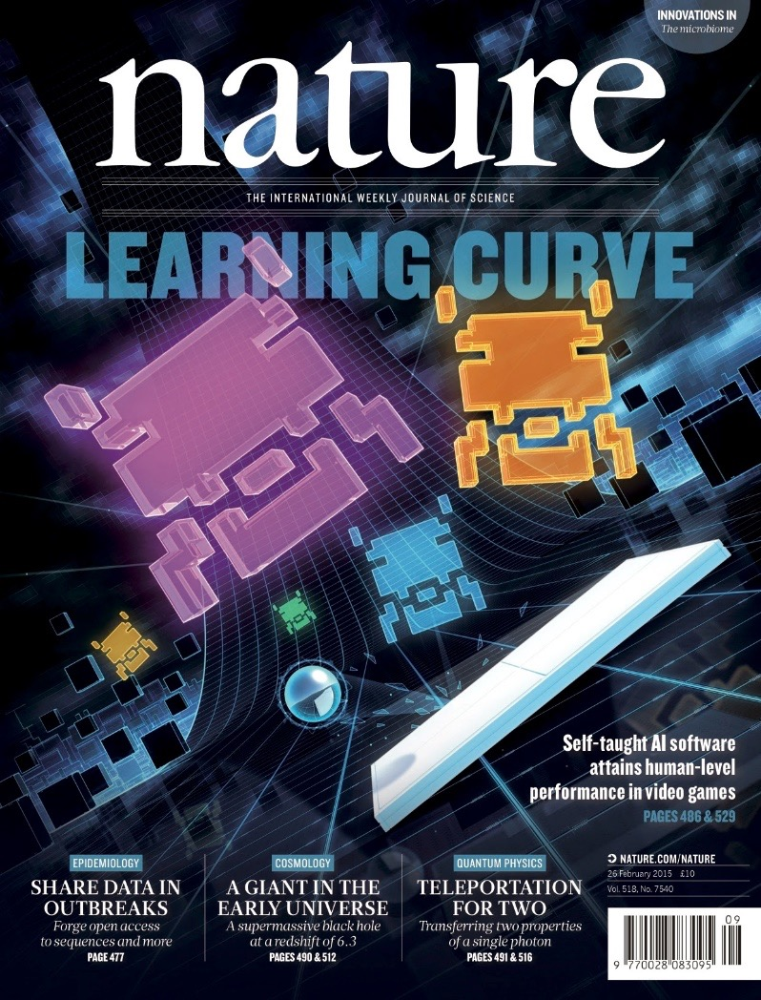 INNOVATIONS IN
The microbiome
nature
THE INTERNATIONAL WEEKLY JOURNAL OF SCIENCE
LEARNING CURVE
Self-taught AI software
attains human-level
performance in video games
PAGES 486 & 529
EPIDEMIOLOGY
SHARE DATA IN
OUTBREAKS
Forge open access
to sequences and more
PAGE 477
COSMOLOGY
A GIANT IN THE
EARLY UNIVERSE
A supermassive black hole
at a redshift of 6.3
PAGES 490 & 512
QUANTUM PHYSICS
TELEPORTATION
FOR TWO
Transferring two properties
of a single photon
PAGES 491 & 516
NATURE.COM/NATURE
26 February 2015 £10
Vol. 518, No. 7540
09
9 770028 083095